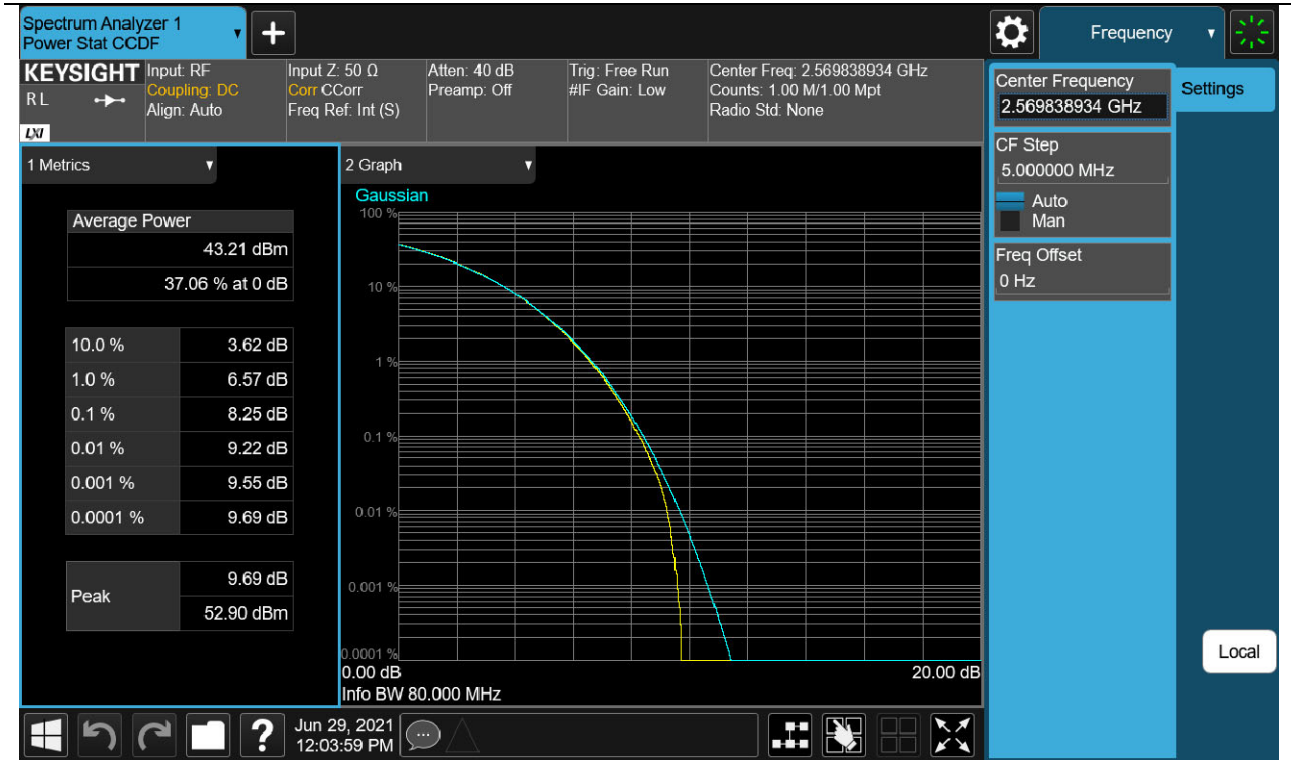 Spectrum Analyzer 1
Power Stat CCDF
Frequency
KEYSIGHT
R L
LXI
Input: RF
Coupling: DC
Align: Auto
Input Z: 50 Ω
Corr CCorr
Freq Ref: Int (S)
Atten: 40 dB
Preamp: Off
Trig: Free Run
#IF Gain: Low
Center Freq: 2.569838934 GHz
Counts: 1.00 M/1.00 Mpt
Radio Std: None
Center Frequency
2.569838934 GHz
Settings
CF Step
5.000000 MHz
Auto
Man
Freq Offset
0 Hz
1 Metrics
Average Power
43.21 dBm
37.06 % at 0 dB
10.0 % 3.62 dB
1.0 % 6.57 dB
0.1 % 8.25 dB
0.01 % 9.22 dB
0.001 % 9.55 dB
0.0001 % 9.69 dB
Peak 9.69 dB
52.90 dBm
2 Graph
Gaussian
100 %
10 %
1 %
0.1 %
0.01 %
0.001 %
0.0001 %
0.00 dB 20.00 dB
Info BW 80.000 MHz
Local
?
Jun 29, 2021
12:03:59 PM